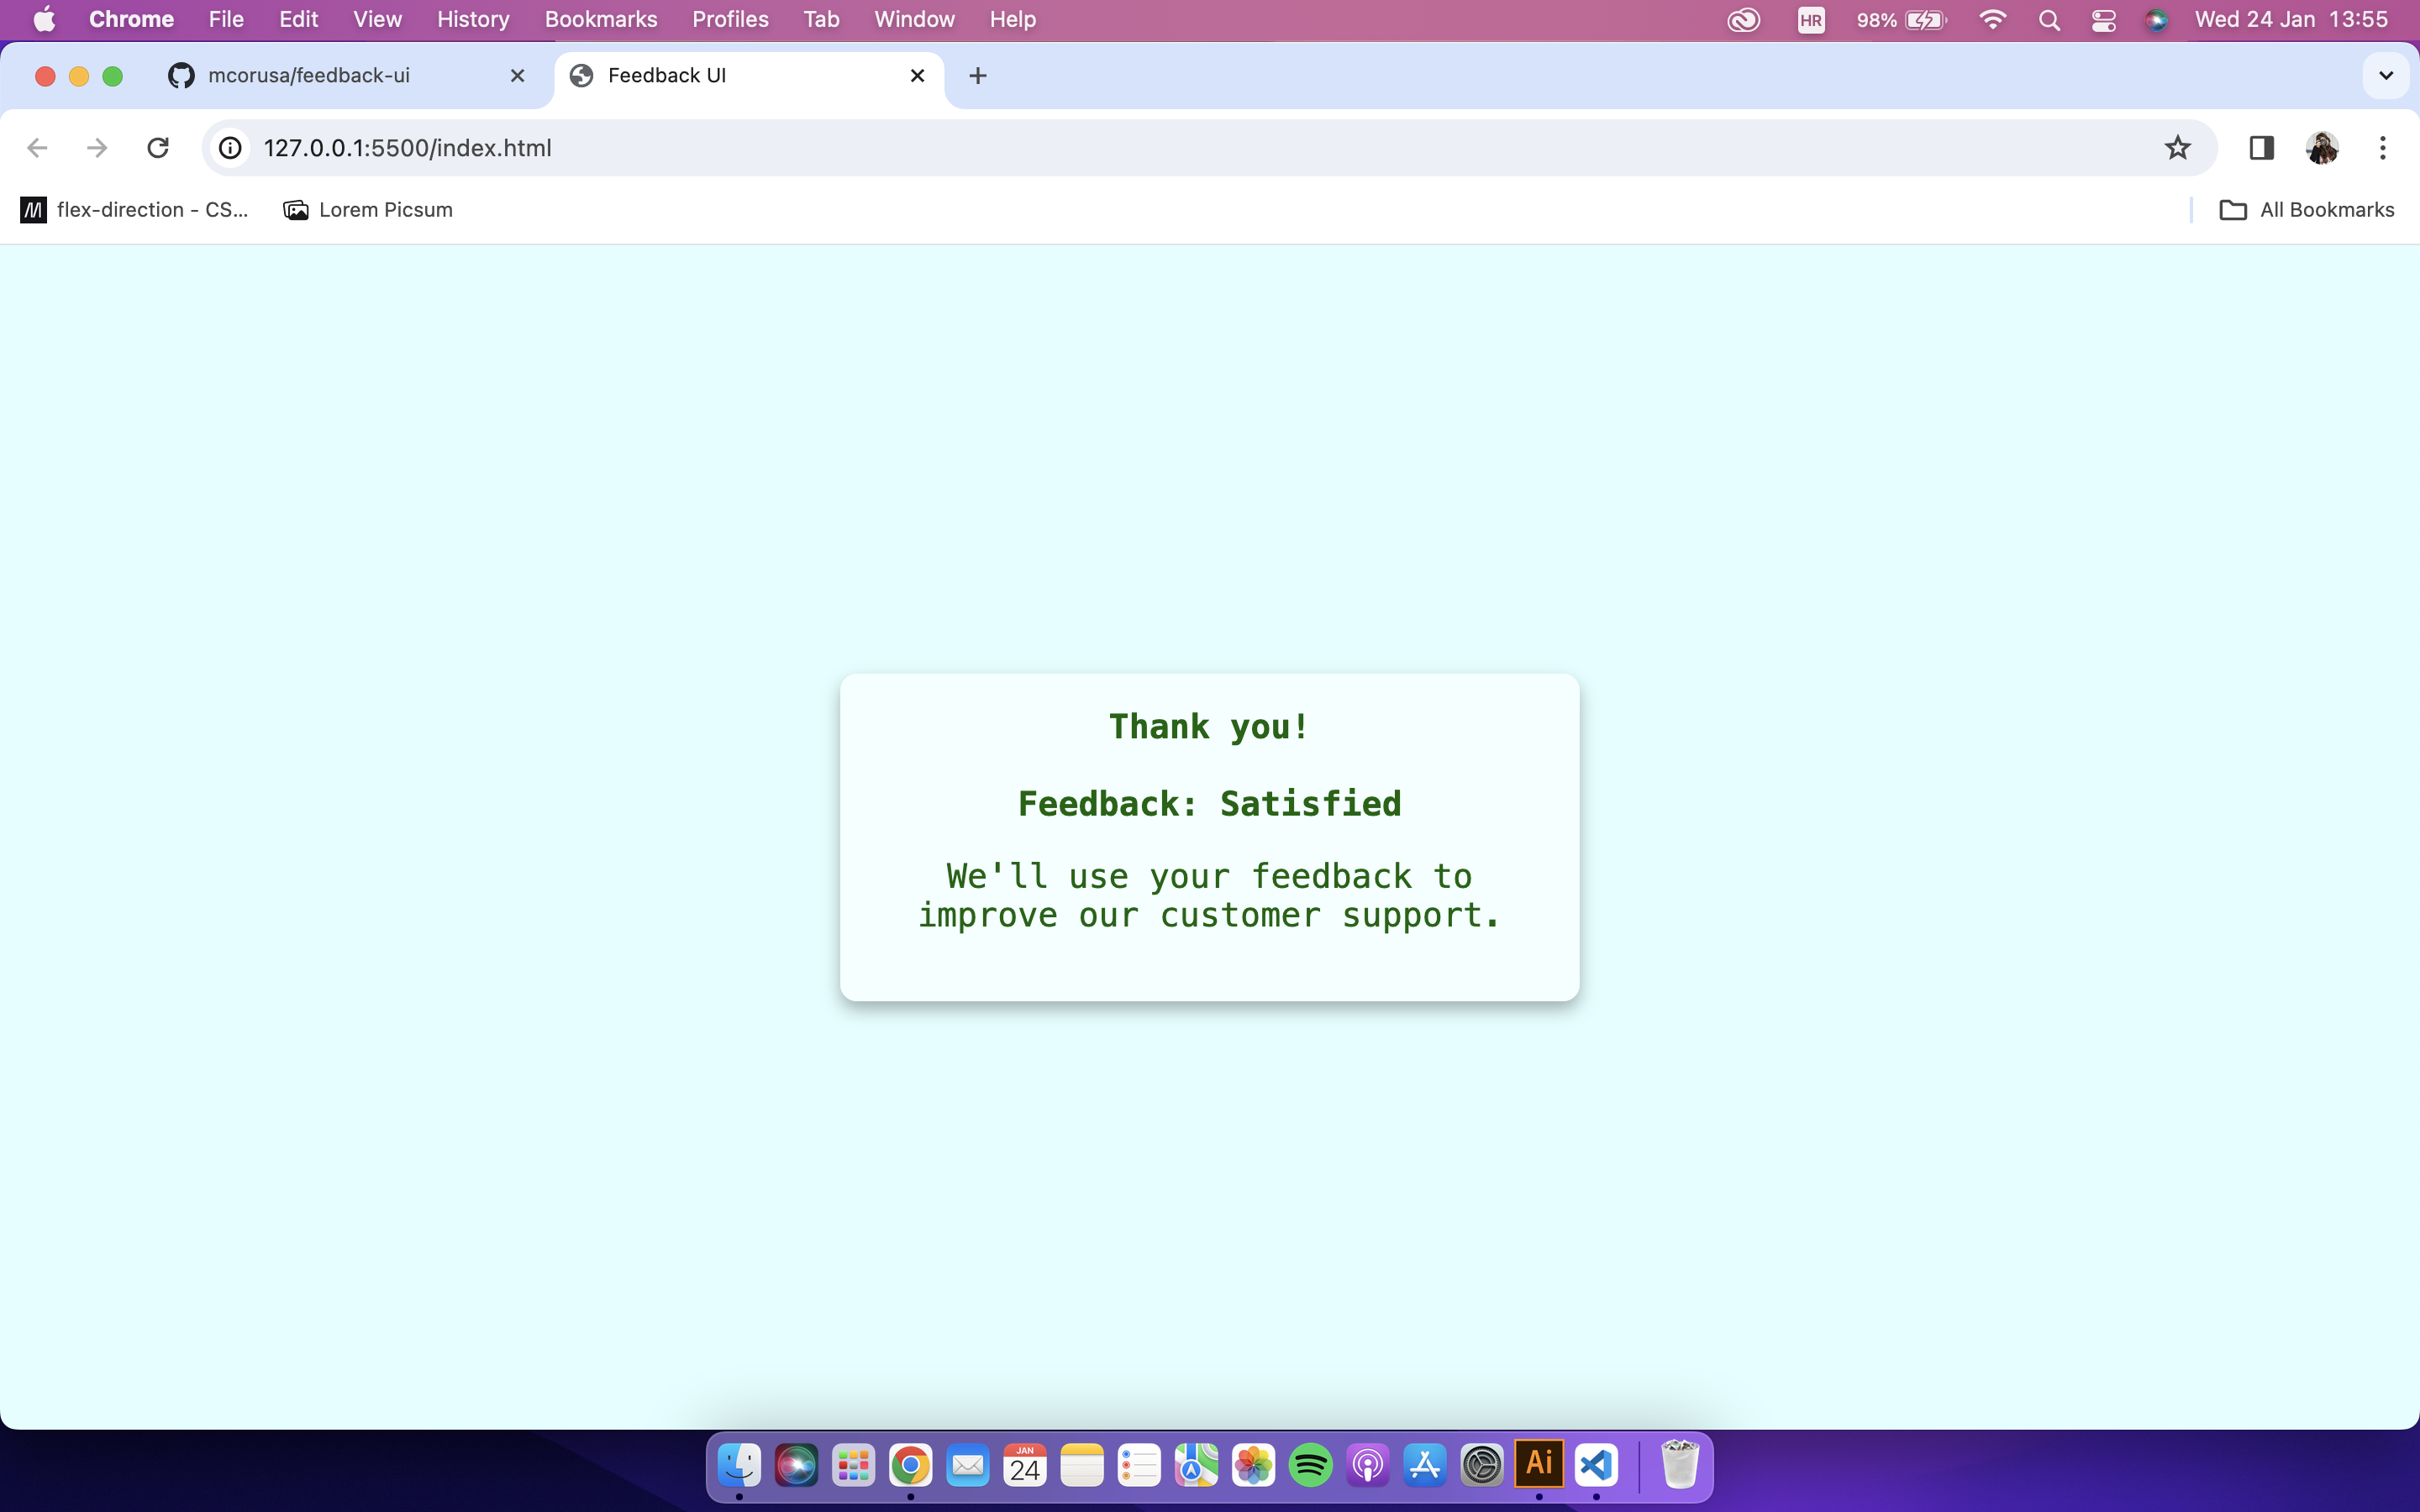 Chrome File Edit View History Bookmarks Profiles Tab Window Help HR 98% Wed 24 Jan 13:55
mcorusa/feedback-ui Feedback UI
127.0.0.1:5500/index.html
flex-direction - CS... Lorem Picsum All Bookmarks
Thank you!
Feedback: Satisfied
We'll use your feedback to
improve our customer support.
JAN
24
Ai